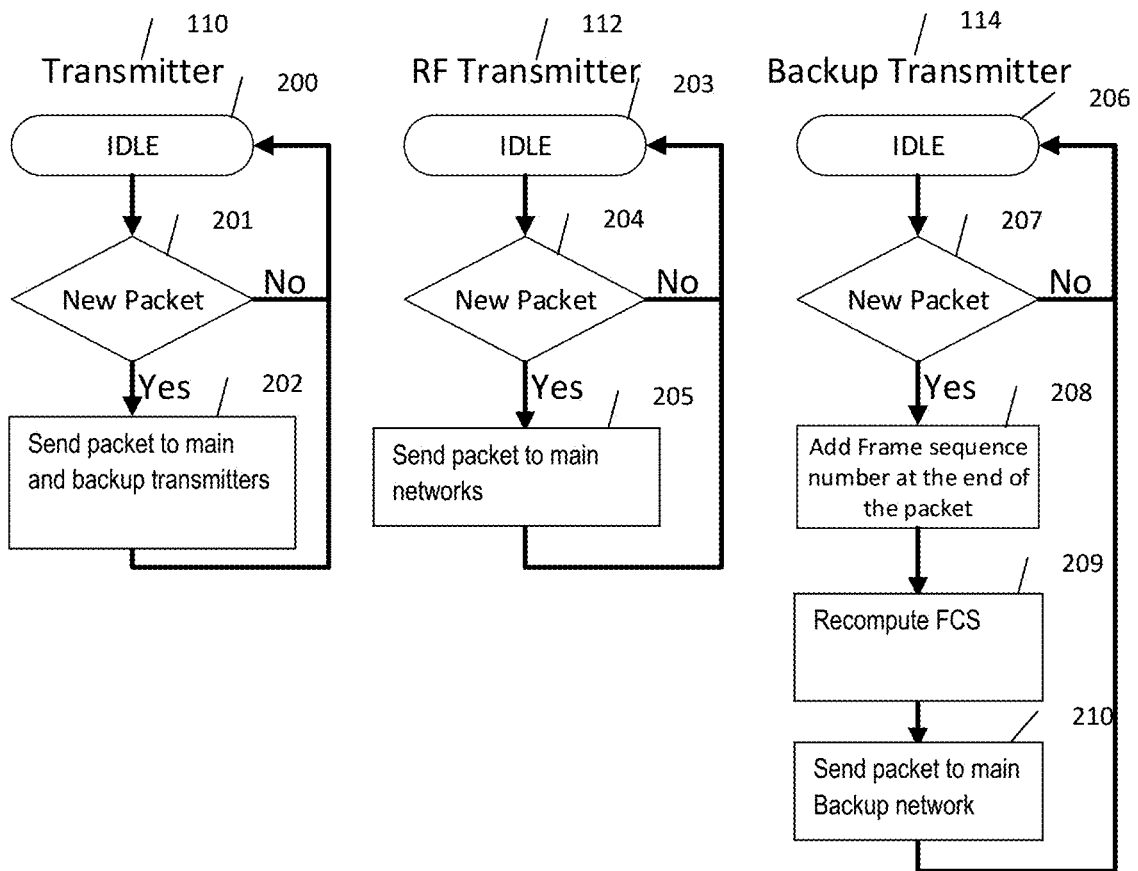 110
Transmitter
200
IDLE
201
New Packet
No
Yes
202
Send packet to main
and backup transmitters
112
RF Transmitter
203
IDLE
204
New Packet
No
Yes
205
Send packet to main
networks
114
Backup Transmitter
206
IDLE
207
New Packet
No
Yes
208
Add Frame sequence
number at the end of
the packet
209
Recompute FCS
210
Send packet to main
Backup network